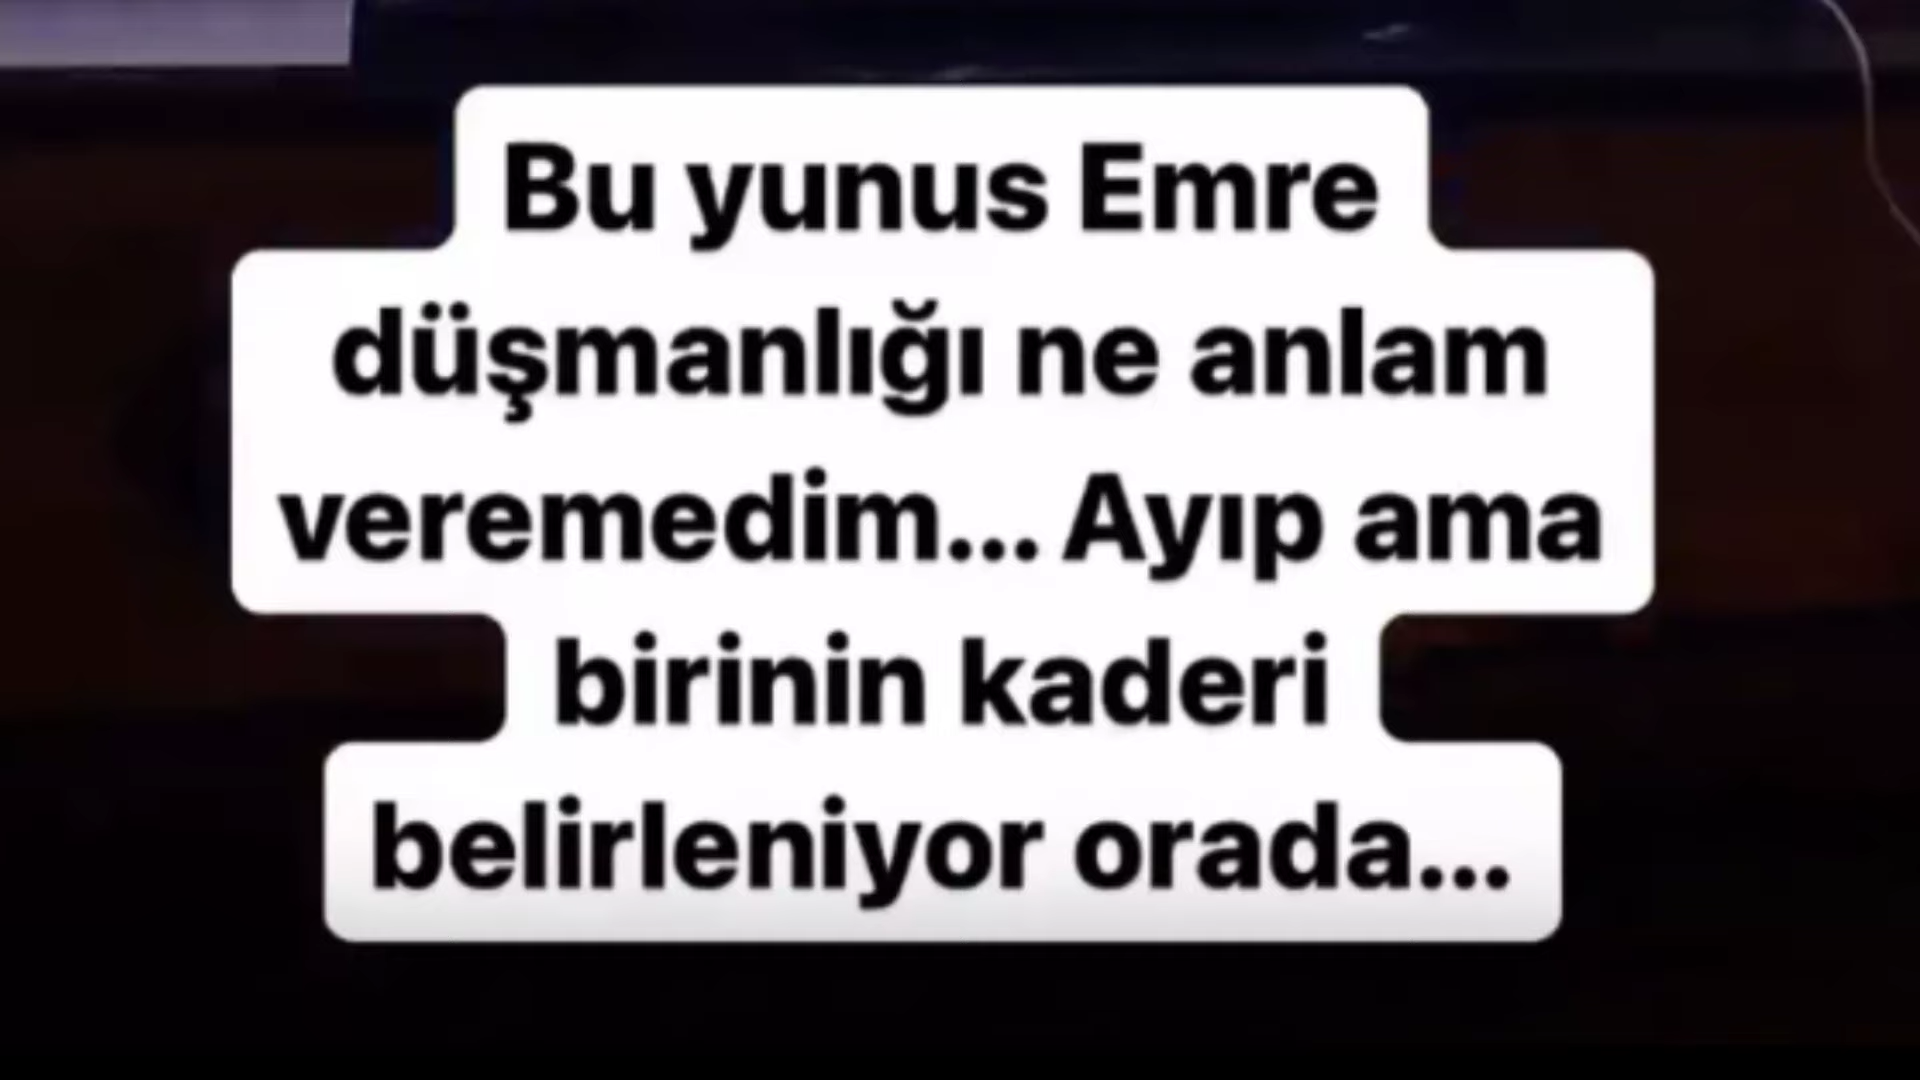 Bu yunus Emre
düşmanlığı ne anlam
veremedim... Ayıp ama
birinin kaderi
belirleniyor orada...